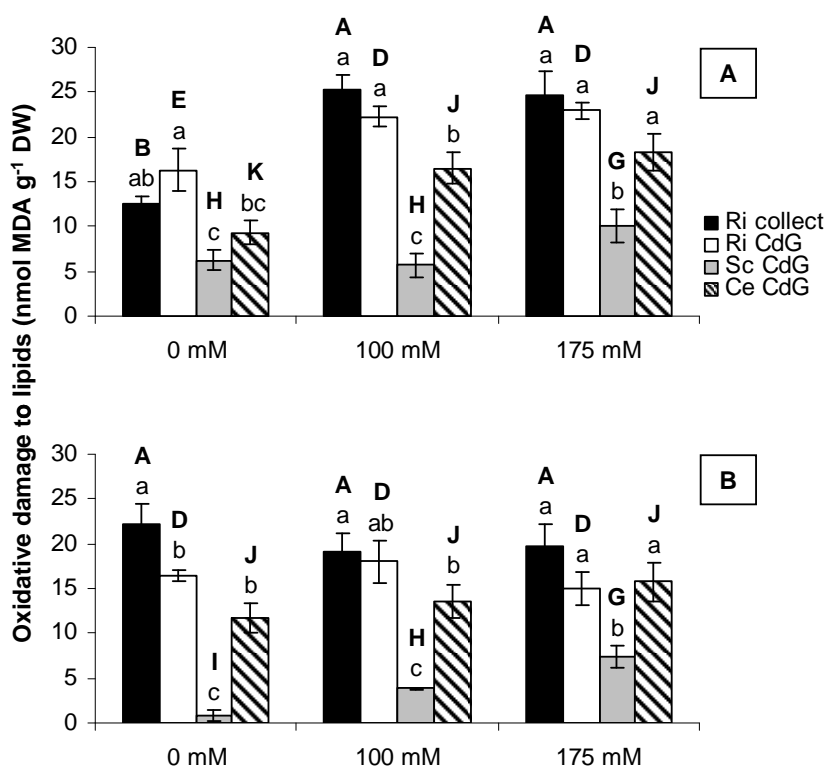 Oxidative damage to lipids (nmol MDA g⁻¹ DW)
A
30
25
20
15
10
5
0
B
ab
E
a
H
c
K
bc
A
a
D
a
H
c
J
b
A
a
D
a
G
b
J
a
0 mM 100 mM 175 mM
Ri collect
Ri CdG
Sc CdG
Ce CdG
B
30
25
20
15
10
5
0
A
a
D
b
I
c
J
b
A
a
D
ab
H
c
J
b
A
a
D
a
G
b
J
a
0 mM 100 mM 175 mM